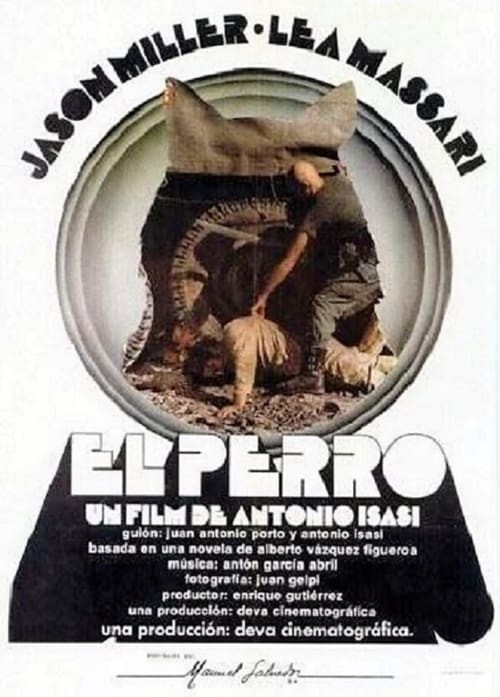 JASON MILLER · LEA MASSARI
EL PERRO
UN FILM DE ANTONIO ISASI
guión: juan antonio porto y antonio isasi
basada en una novela de alberto vázquez figueroa
música: antón garcía abril
fotografía: juan gelpi
productor: enrique gutiérrez
una producción: deva cinematográfica
una producción: deva cinematográfica.
Manuel Salvador